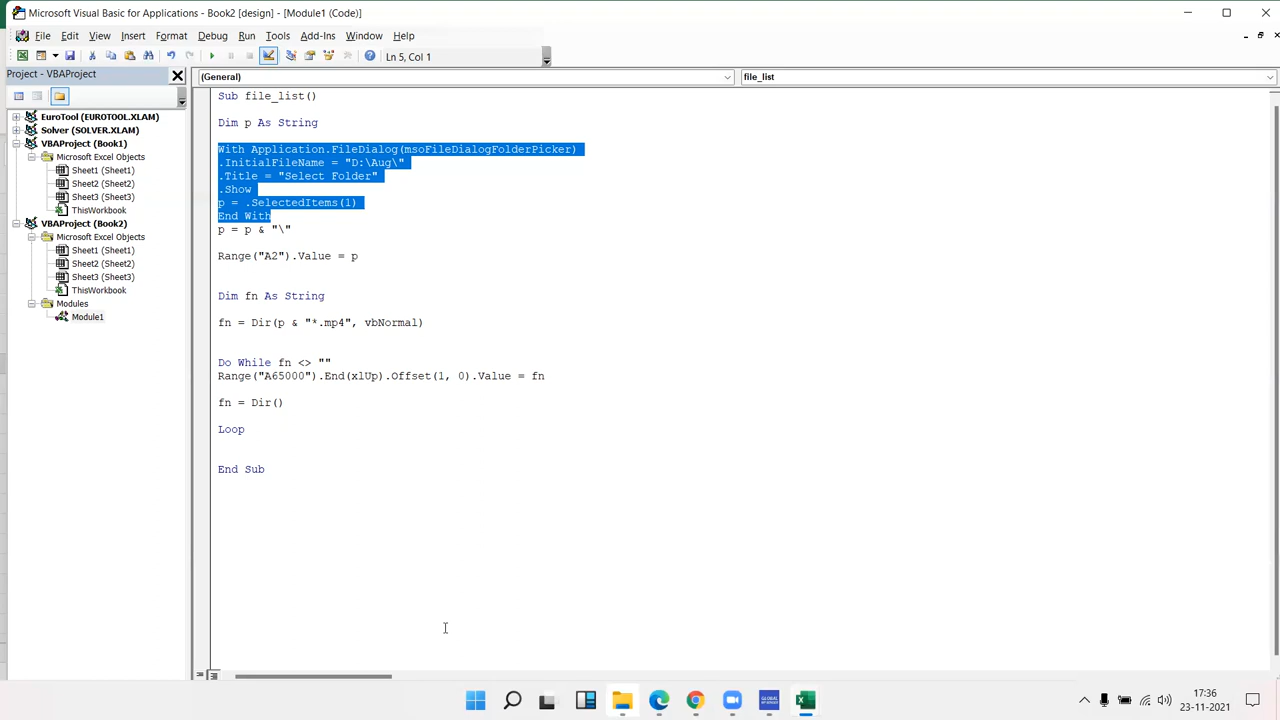 Microsoft Visual Basic for Applications - Book2 [design] - [Module1 (Code)]
File Edit View Insert Format Debug Run Tools Add-Ins Window Help
Ln 5, Col 1
Project - VBAProject
(General)
file_list
EuroTool (EUROTOOL.XLAM)
Solver (SOLVER.XLAM)
VBAProject (Book1)
Microsoft Excel Objects
Sheet1 (Sheet1)
Sheet2 (Sheet2)
Sheet3 (Sheet3)
ThisWorkbook
VBAProject (Book2)
Microsoft Excel Objects
Sheet1 (Sheet1)
Sheet2 (Sheet2)
Sheet3 (Sheet3)
ThisWorkbook
Modules
Module1
Sub file_list()
Dim p As String
With Application.FileDialog(msoFileDialogFolderPicker)
.InitialFileName = "D:\Aug\"
.Title = "Select Folder"
.Show
p = .SelectedItems(1)
End With
p = p & "\"
Range("A2").Value = p
Dim fn As String
fn = Dir(p & "*.mp4", vbNormal)
Do While fn <> ""
Range("A65000").End(xlUp).Offset(1, 0).Value = fn
fn = Dir()
Loop
End Sub
17:36
23-11-2021